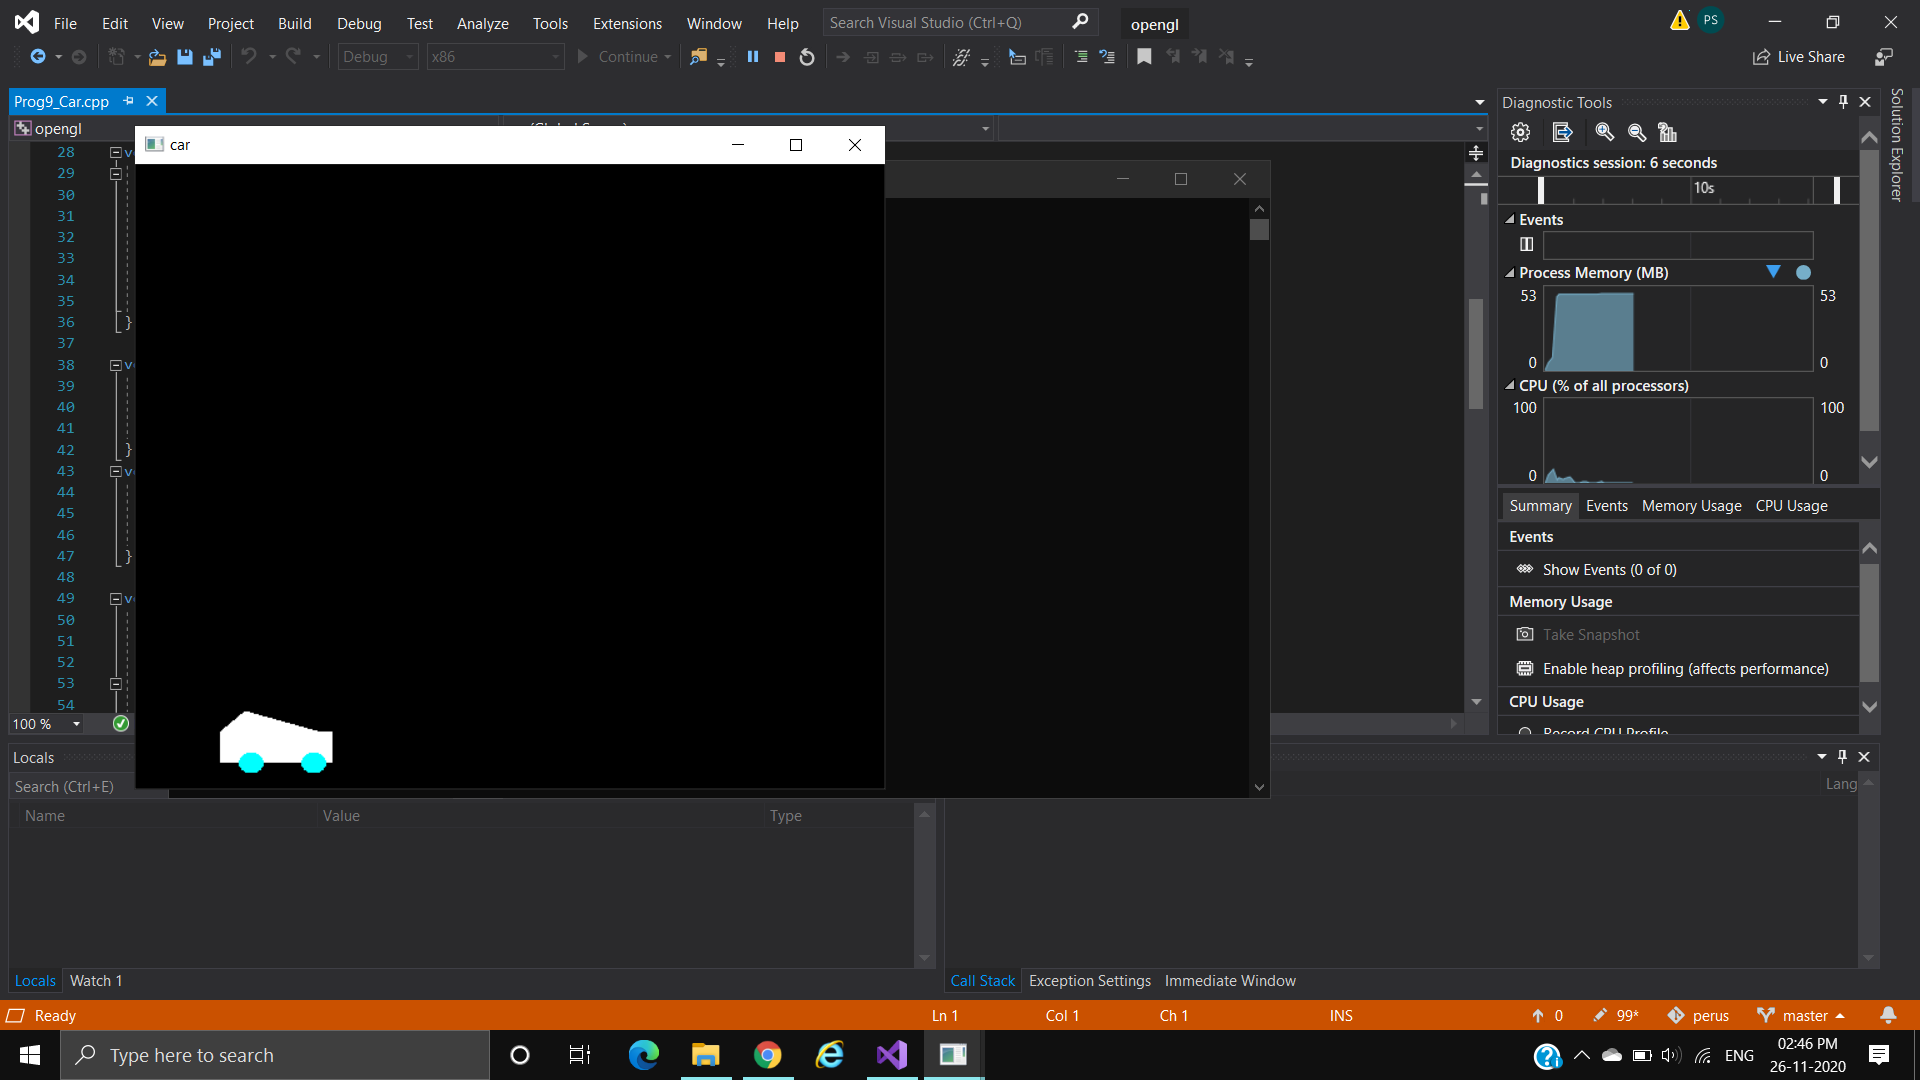 File Edit View Project Build Debug Test Analyze Tools Extensions Window Help Search Visual Studio (Ctrl+Q) opengl PS
Debug x86 Continue Live Share
Prog9_Car.cpp
opengl
car
28
29
30
31
32
33
34
35
36 }
37
38
39
40
41
42 }
43
44
45
46
47 }
48
49
50
51
52
53
54
100 %
Diagnostic Tools
Diagnostics session: 6 seconds
10s
Events
Process Memory (MB)
53 53
0 0
CPU (% of all processors)
100 100
0 0
Summary Events Memory Usage CPU Usage
Events
Show Events (0 of 0)
Memory Usage
Take Snapshot
Enable heap profiling (affects performance)
CPU Usage
Record CPU Profile
Solution Explorer
Locals
Search (Ctrl+E)
Name Value Type
Lang
Locals Watch 1
Call Stack Exception Settings Immediate Window
Ready Ln 1 Col 1 Ch 1 INS 0 99* perus master
Type here to search
ENG
02:46 PM
26-11-2020